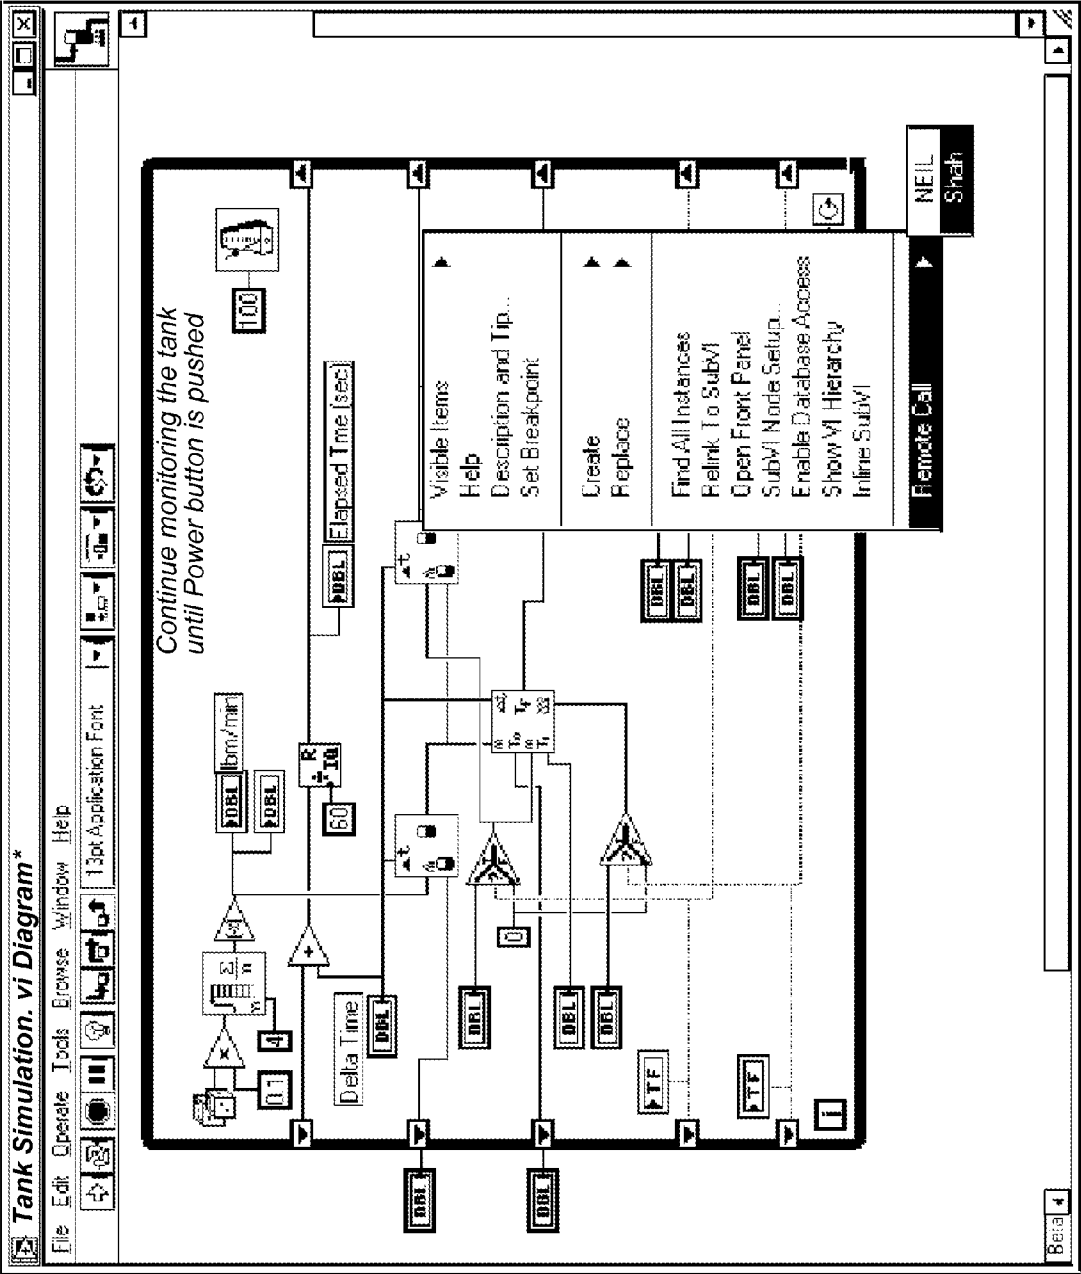 Tank Simulation. vi Diagram*
File Edit Operate Tools Browse Window Help
13pt Application Font
Continue monitoring the tank
until Power button is pushed
100
lbm/min
DBL
DBL
0.1
4
R
IQ
60
DBL
Elapsed Tme (sec)
Delta Time
DBL
DBL
DBL
0
DBL
DBL
DBL
TF
TF
i
DBL
DBL
DBL
DBL
Visible Items
Help
Description and Tip...
Set Breakpoint
Create
Replace
Find All Instances
Relink To SubVI
Open Front Panel
SubVI Node Setup...
Enable Database Access
Show VI Hierarchy
Inline SubVI
Remote Call
NEIL
Shah
Beta